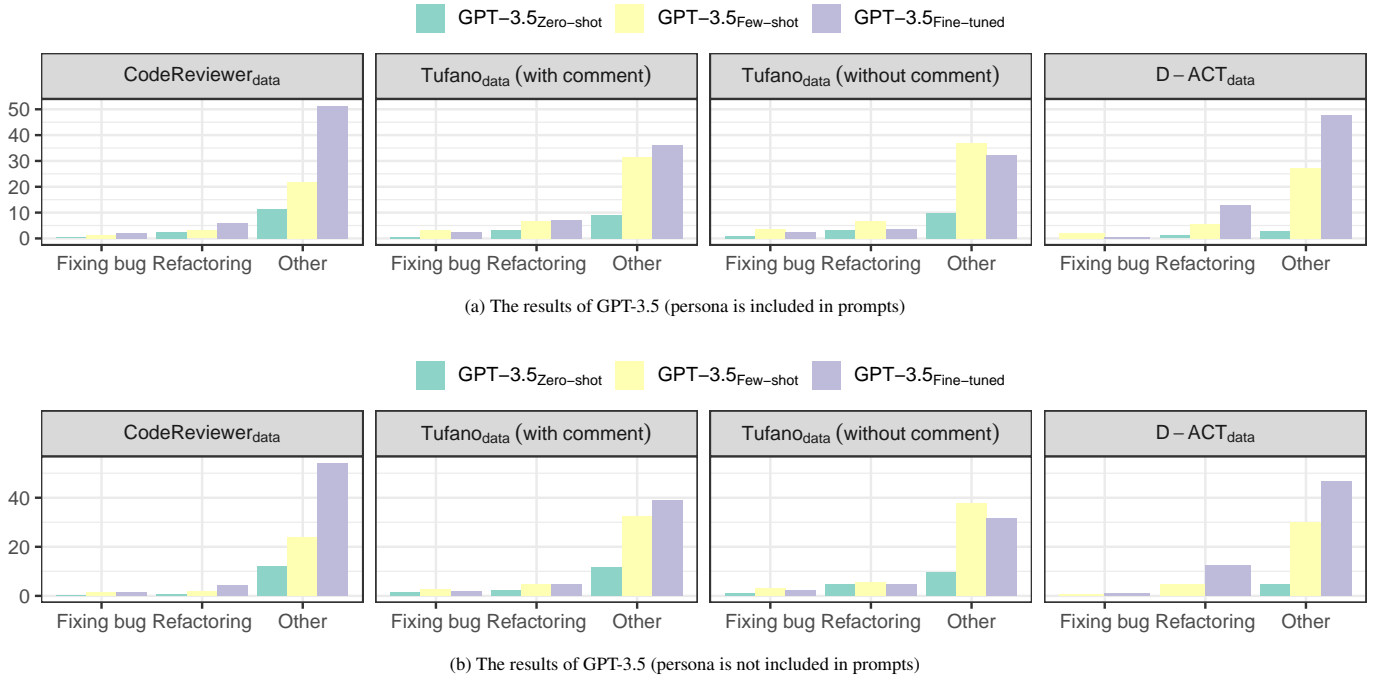 GPT−3.5Zero−shot GPT−3.5Few−shot GPT−3.5Fine−tuned
CodeReviewerdata Tufanodata (with comment) Tufanodata (without comment) D−ACTdata
50
40
30
20
10
0
Fixing bug Refactoring Other Fixing bug Refactoring Other Fixing bug Refactoring Other Fixing bug Refactoring Other
(a) The results of GPT-3.5 (persona is included in prompts)
GPT−3.5Zero−shot GPT−3.5Few−shot GPT−3.5Fine−tuned
CodeReviewerdata Tufanodata (with comment) Tufanodata (without comment) D−ACTdata
40
20
0
Fixing bug Refactoring Other Fixing bug Refactoring Other Fixing bug Refactoring Other Fixing bug Refactoring Other
(b) The results of GPT-3.5 (persona is not included in prompts)